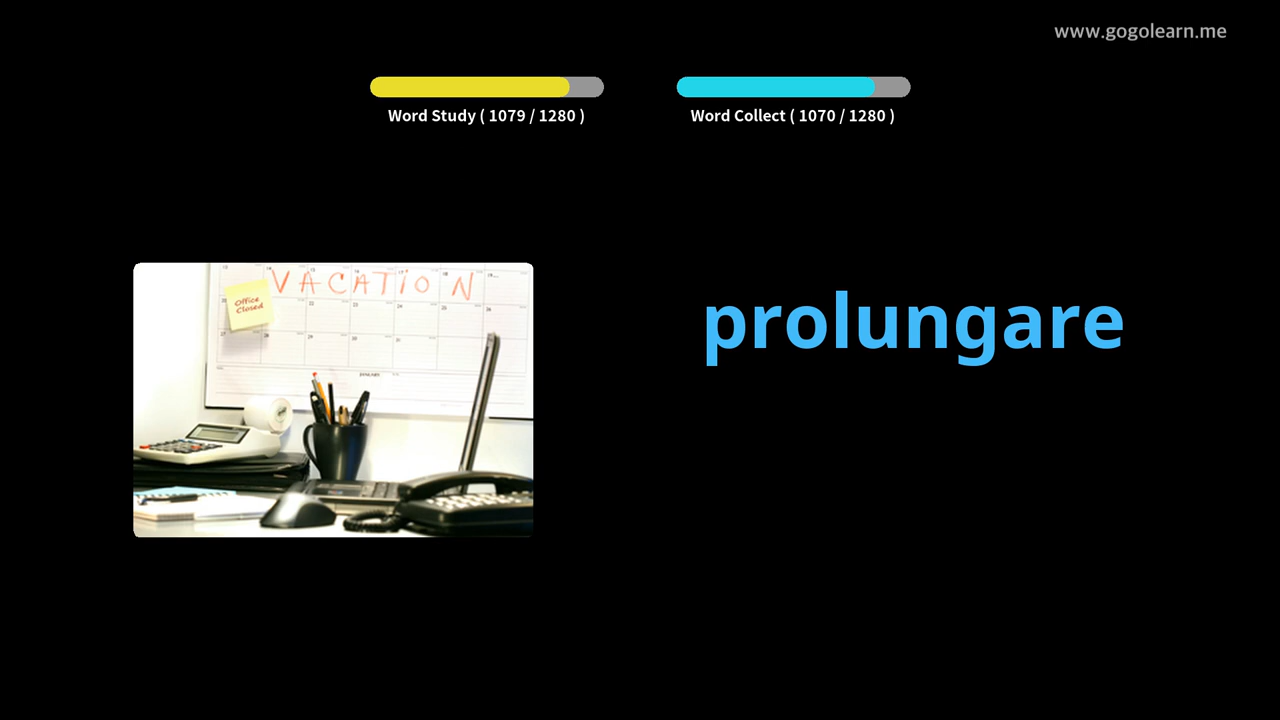 www.gogolearn.me
Word Study ( 1079 / 1280 )
Word Collect ( 1070 / 1280 )
VACATION
Office
Closed
prolungare